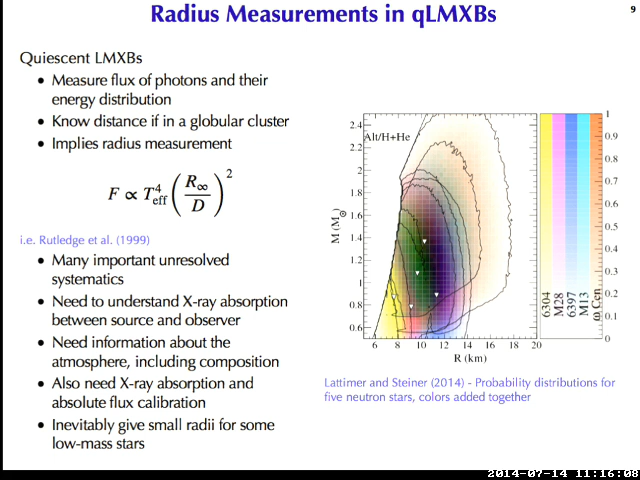 Radius Measurements in qLMXBs
9
Quiescent LMXBs
• Measure flux of photons and their
energy distribution
• Know distance if in a globular cluster
• Implies radius measurement
F ∝ T⁴eff (R∞/D)²
i.e. Rutledge et al. (1999)
• Many important unresolved
systematics
• Need to understand X-ray absorption
between source and observer
• Need information about the
atmosphere, including composition
• Also need X-ray absorption and
absolute flux calibration
• Inevitably give small radii for some
low-mass stars
Alt/H+He
M (M⊙)
2.4
2.2
2
1.8
1.6
1.4
1.2
1
0.8
0.6
6 8 10 12 14 16 18 20
R (km)
6304
M28
6397
M13
ω Cen
1
0.9
0.8
0.7
0.6
0.5
0.4
0.3
0.2
0.1
0
Lattimer and Steiner (2014) - Probability distributions for
five neutron stars, colors added together
2014-07-14 11:16:08